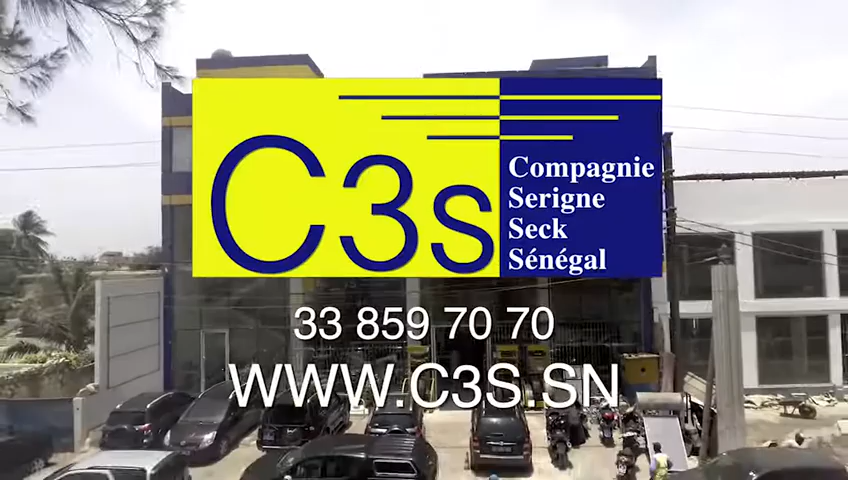 C3s
Compagnie
Serigne
Seck
Sénégal
33 859 70 70
WWW.C3S.SN